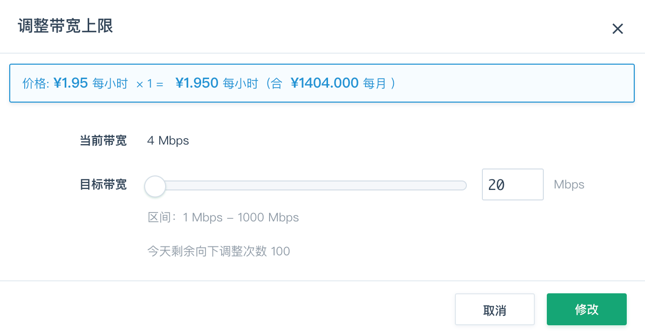 调整带宽上限
价格: ¥1.95 每小时 × 1 = ¥1.950 每小时（合 ¥1404.000 每月 ）
当前带宽 4 Mbps
目标带宽 20 Mbps
区间：1 Mbps – 1000 Mbps
今天剩余向下调整次数 100
取消 修改